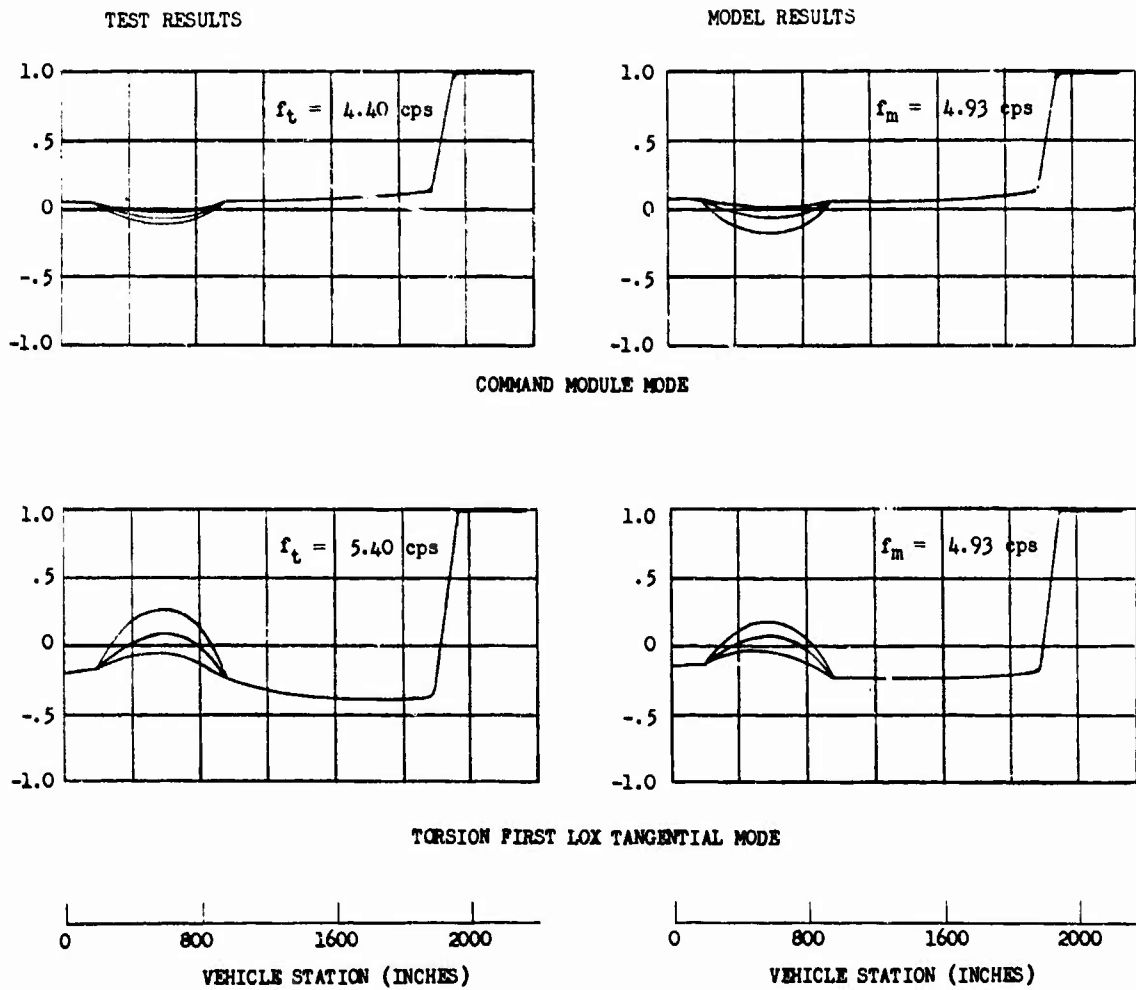 TEST RESULTS
MODEL RESULTS
1.0
.5
0
-.5
-1.0
f_t = 4.40 cps
1.0
.5
0
-.5
-1.0
f_m = 4.93 cps
COMMAND MODULE MODE
1.0
.5
0
-.5
-1.0
f_t = 5.40 cps
1.0
.5
0
-.5
-1.0
f_m = 4.93 cps
TORSION FIRST LOX TANGENTIAL MODE
0 800 1600 2000
VEHICLE STATION (INCHES)
0 800 1600 2000
VEHICLE STATION (INCHES)